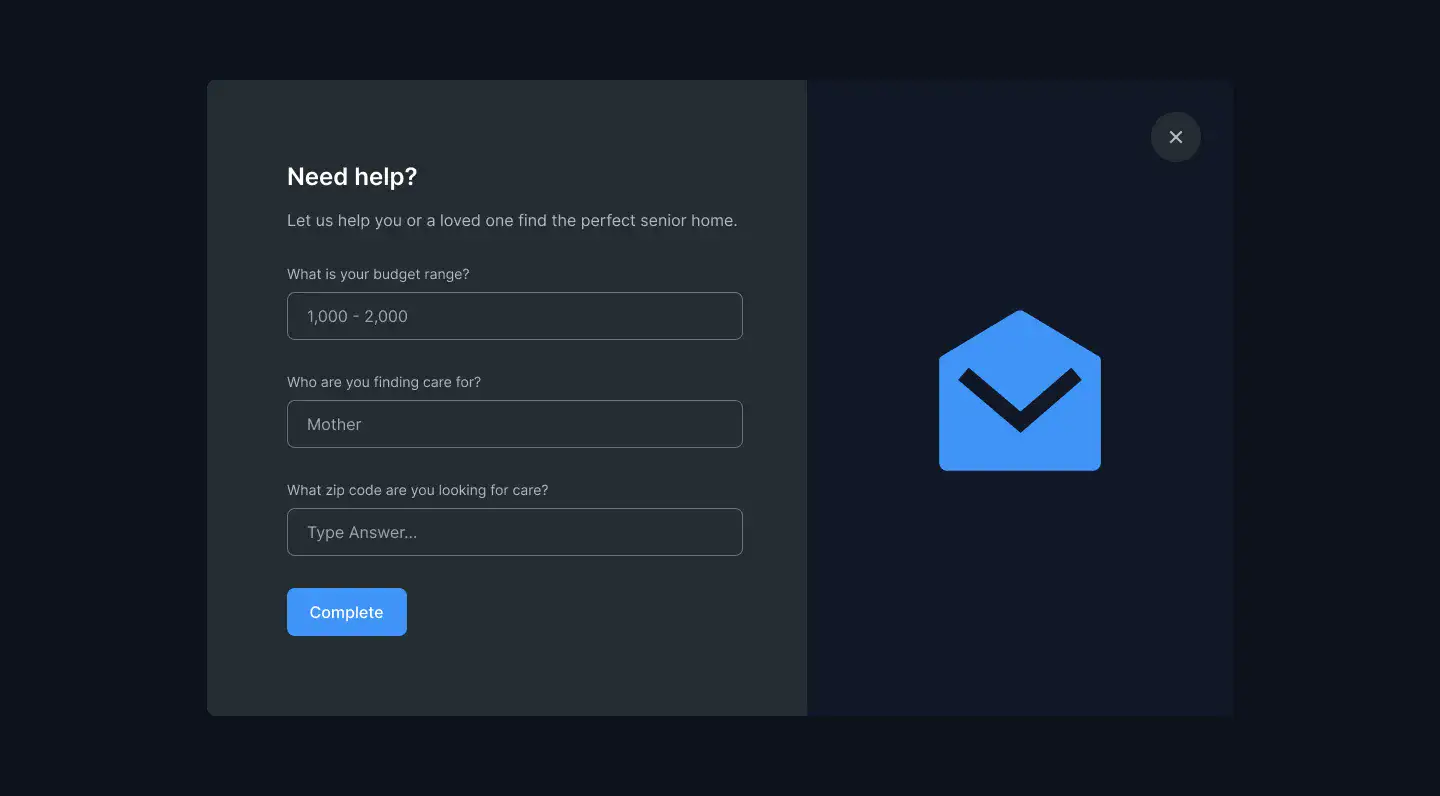 Need help?
Let us help you or a loved one find the perfect senior home.
What is your budget range?
1,000 - 2,000
Who are you finding care for?
Mother
What zip code are you looking for care?
Type Answer...
Complete